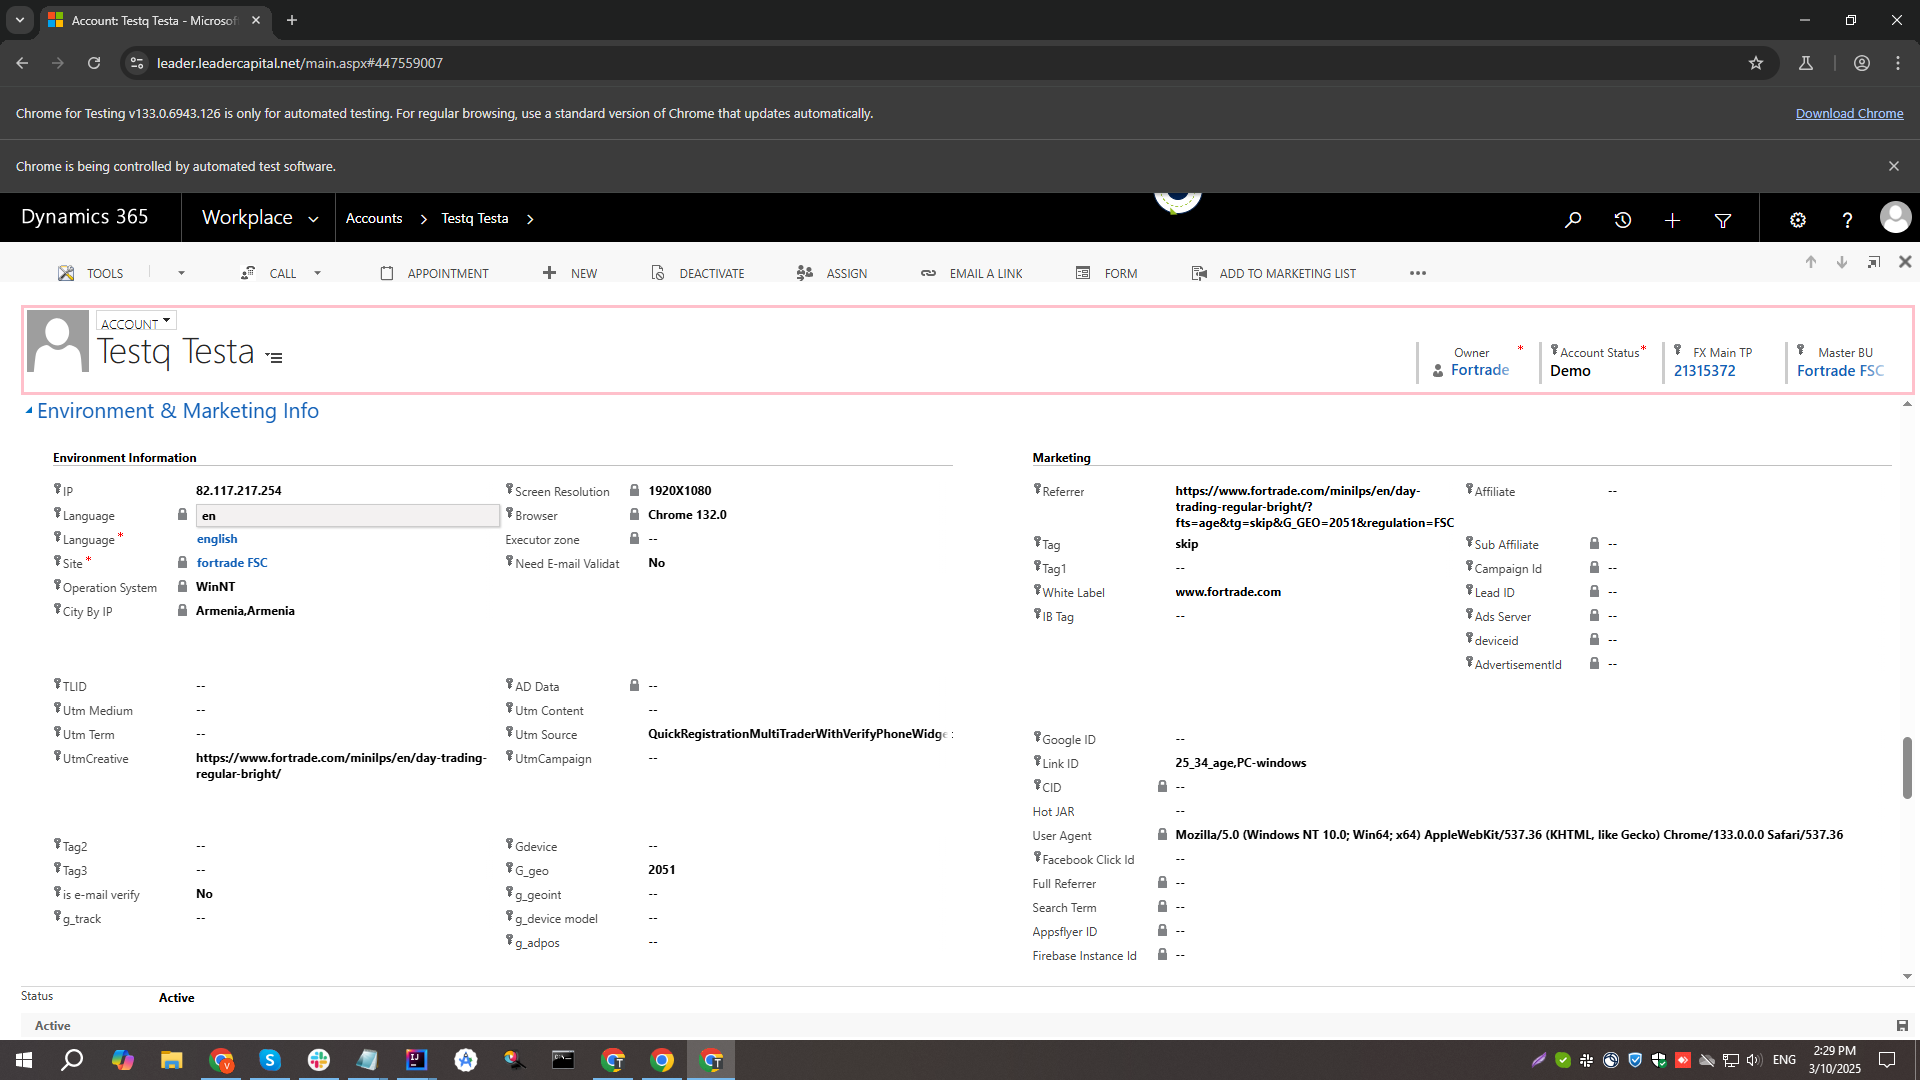 Account: Testq Testa - Microsof
leader.leadercapital.net/main.aspx#447559007
Chrome for Testing v133.0.6943.126 is only for automated testing. For regular browsing, use a standard version of Chrome that updates automatically.
Download Chrome
Chrome is being controlled by automated test software.
Dynamics 365
Workplace
Accounts
Testq Testa
TOOLS
CALL
APPOINTMENT
NEW
DEACTIVATE
ASSIGN
EMAIL A LINK
FORM
ADD TO MARKETING LIST
ACCOUNT
Testq Testa
Owner *
Fortrade
Account Status *
Demo
FX Main TP
21315372
Master BU
Fortrade FSC
Environment & Marketing Info
Environment Information
IP 82.117.217.254
Language en
Language * english
Site * fortrade FSC
Operation System WinNT
City By IP Armenia,Armenia
Screen Resolution 1920X1080
Browser Chrome 132.0
Executor zone --
Need E-mail Validat No
TLID --
Utm Medium --
Utm Term --
UtmCreative https://www.fortrade.com/minilps/en/day-trading-
regular-bright/
AD Data --
Utm Content --
Utm Source QuickRegistrationMultiTraderWithVerifyPhoneWidge
UtmCampaign --
Tag2 --
Tag3 --
is e-mail verify No
g_track --
Gdevice --
G_geo 2051
g_geoint --
g_device model --
g_adpos --
Marketing
Referrer https://www.fortrade.com/minilps/en/day-
trading-regular-bright/?
fts=age&tg=skip&G_GEO=2051&regulation=FSC
Tag skip
Tag1 --
White Label www.fortrade.com
IB Tag --
Affiliate --
Sub Affiliate --
Campaign Id --
Lead ID --
Ads Server --
deviceid --
AdvertisementId --
Google ID --
Link ID 25_34_age,PC-windows
CID --
Hot JAR --
User Agent Mozilla/5.0 (Windows NT 10.0; Win64; x64) AppleWebKit/537.36 (KHTML, like Gecko) Chrome/133.0.0.0 Safari/537.36
Facebook Click Id --
Full Referrer --
Search Term --
Appsflyer ID --
Firebase Instance Id --
Status Active
Active
ENG
2:29 PM
3/10/2025